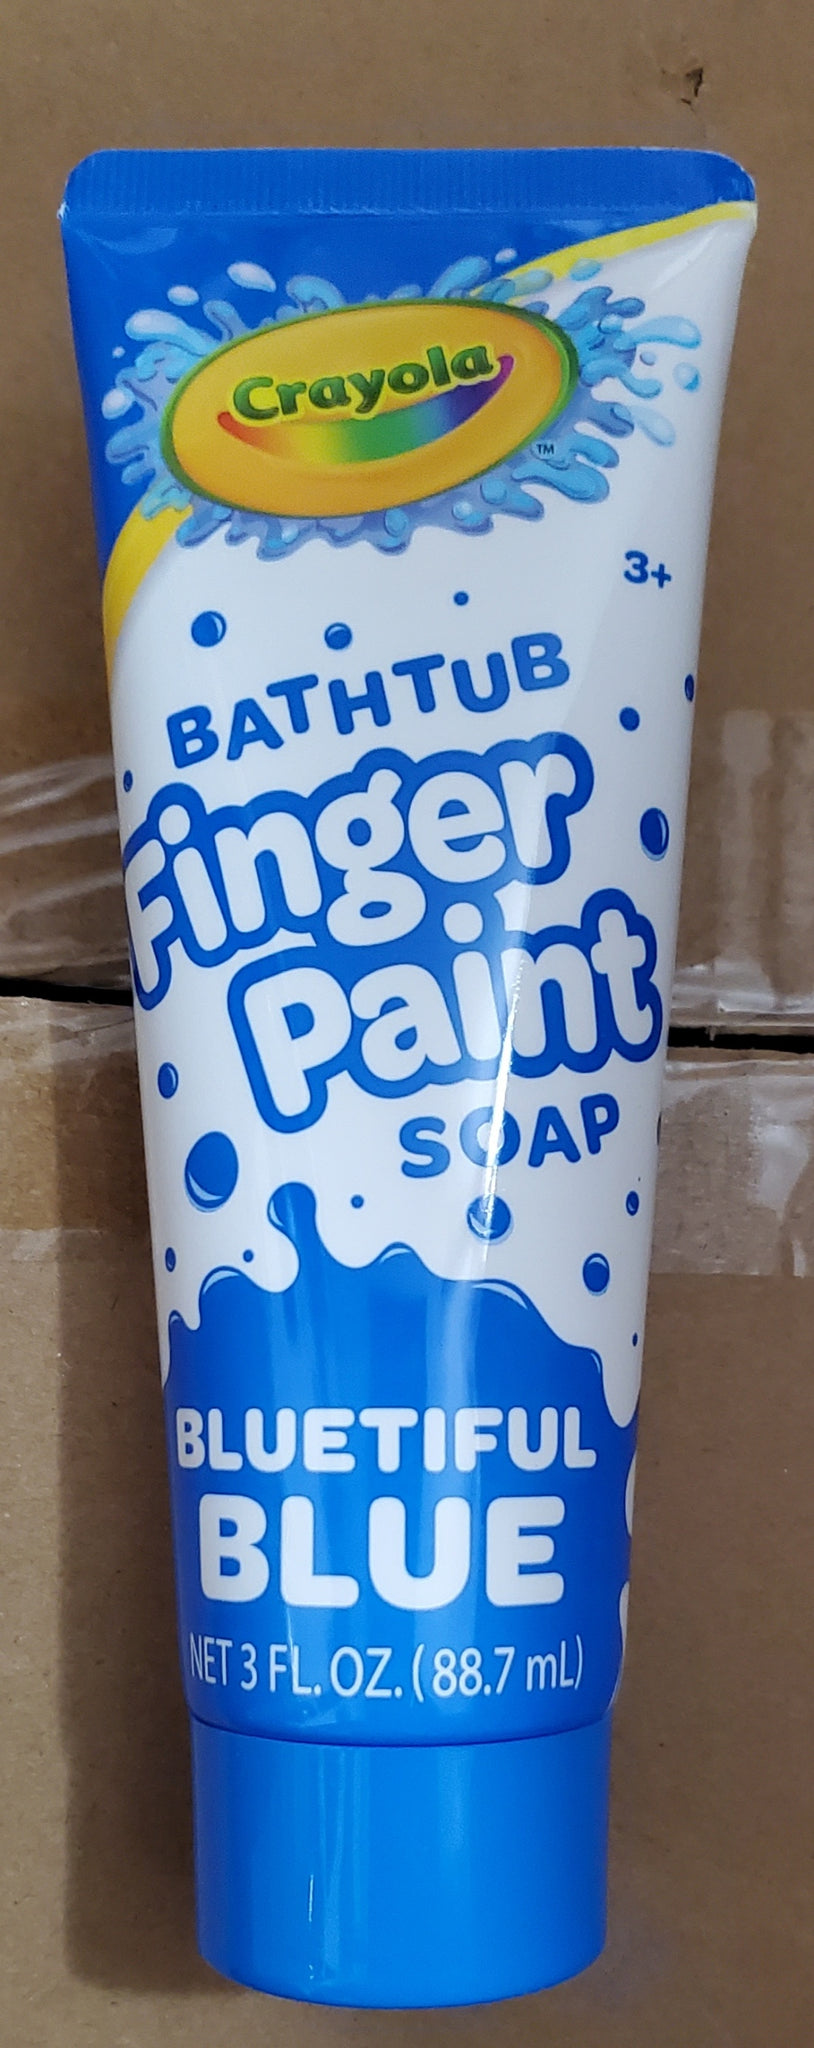 Crayola
™
3+
BATHTUB
Finger
Paint
SOAP
BLUETIFUL
BLUE
NET 3 FL. OZ. (88.7 mL)